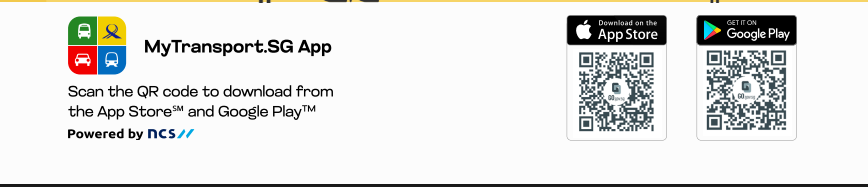 MyTransport.SG App
Scan the QR code to download from
the App Store℠ and Google Play™
Powered by ncs
Download on the
App Store
GET IT ON
Google Play